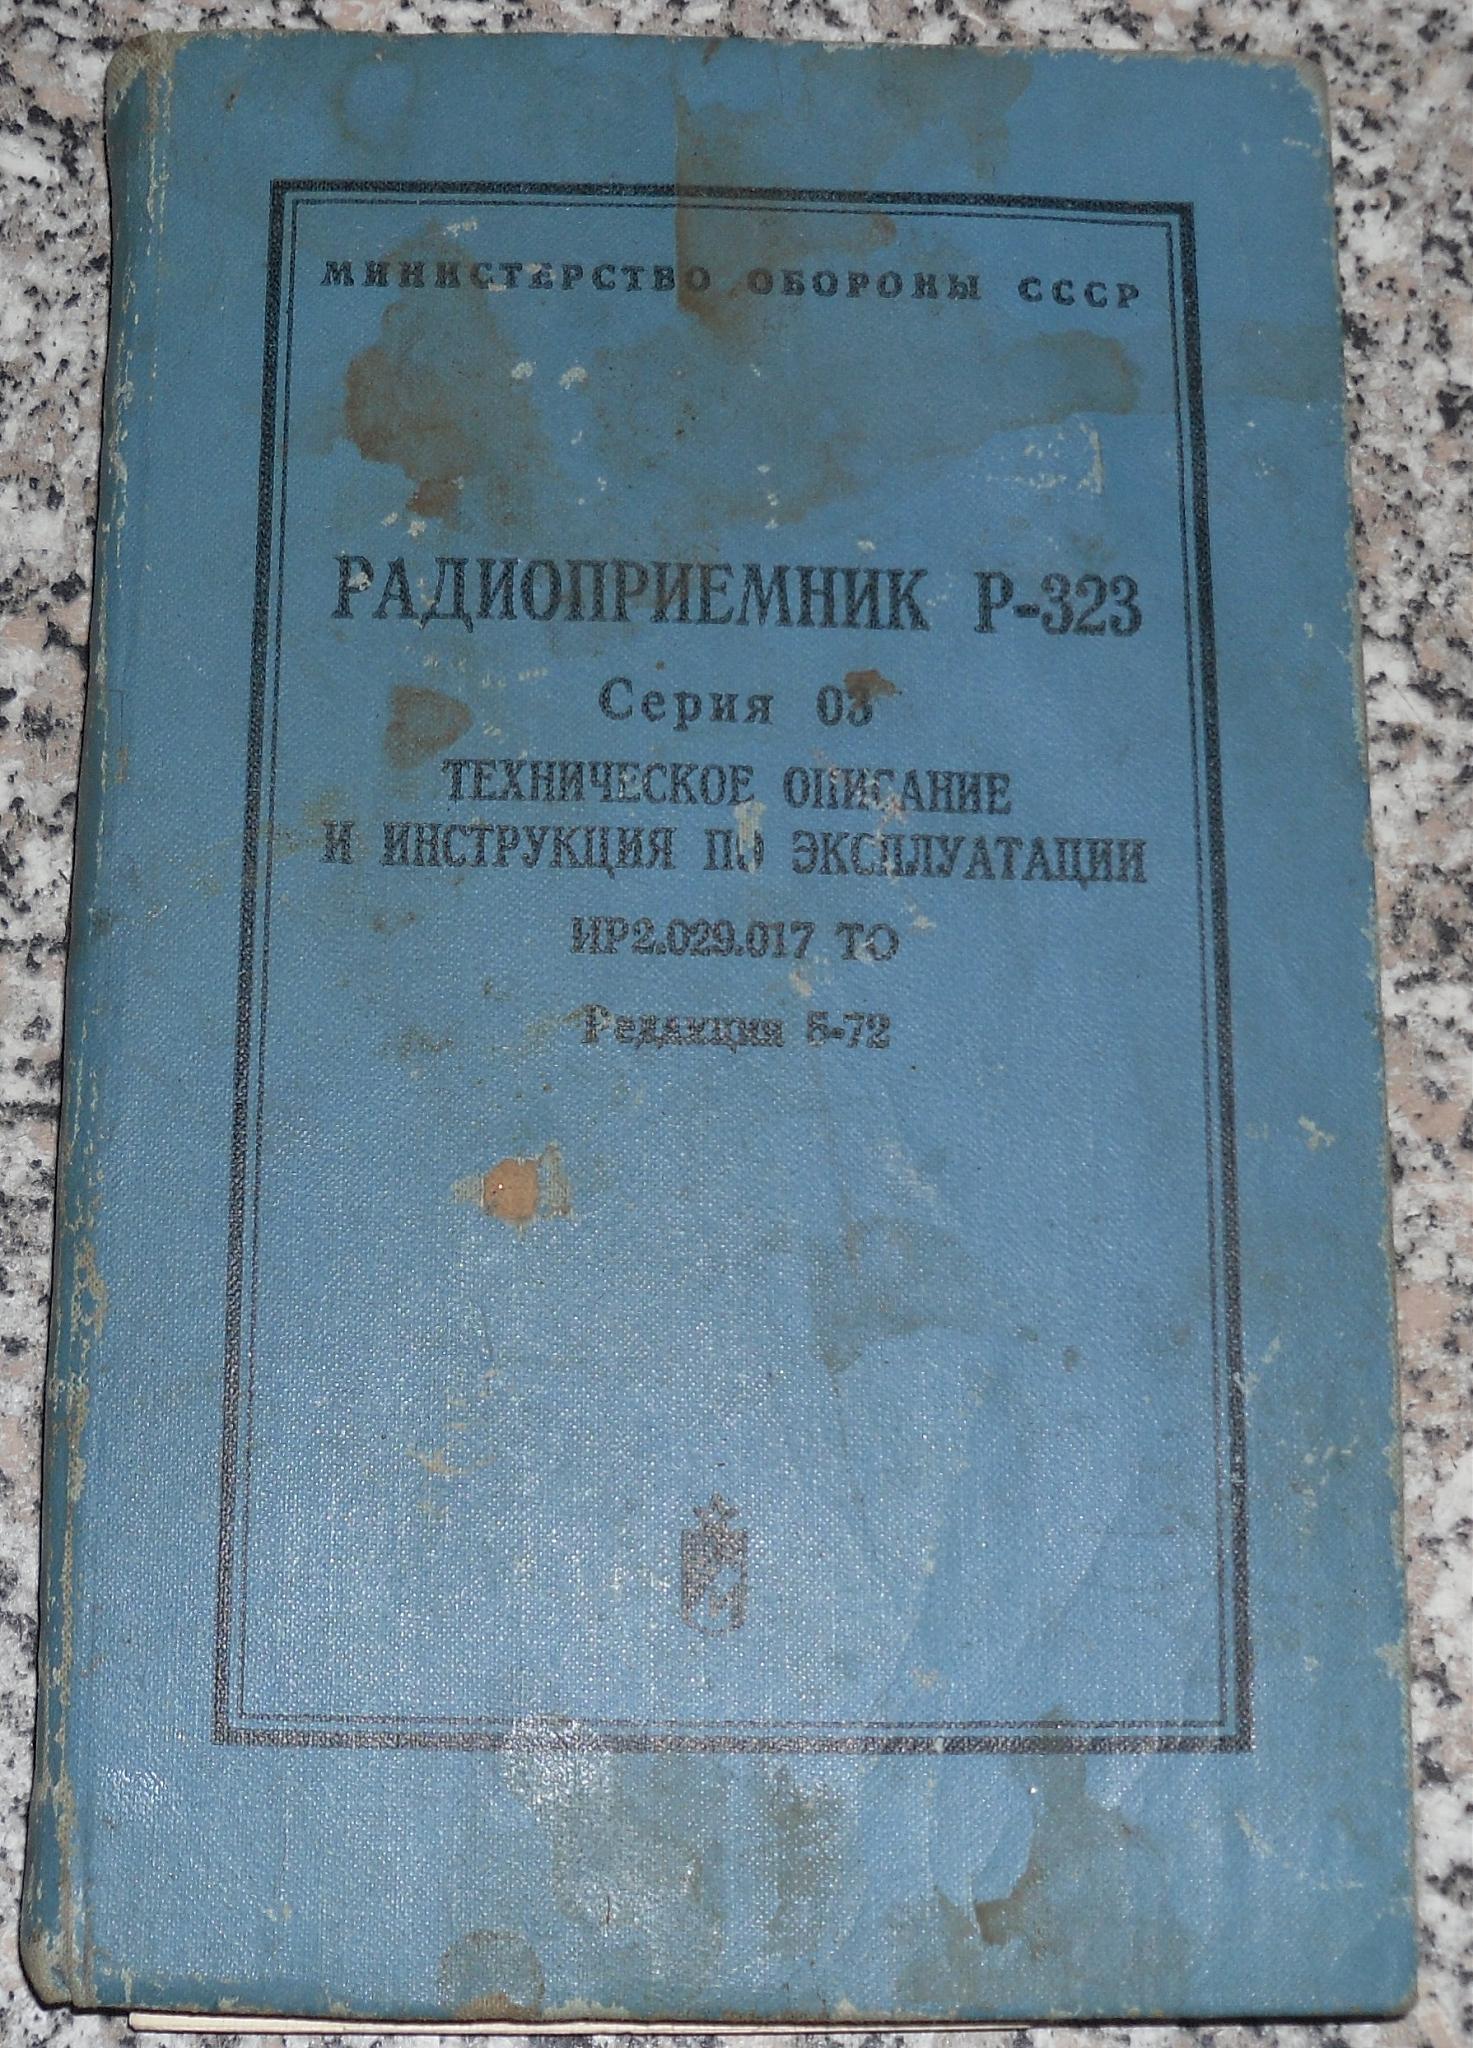 МИНИСТЕРСТВО ОБОРОНЫ СССР
РАДИОПРИЕМНИК Р-323
Серия 03
ТЕХНИЧЕСКОЕ ОПИСАНИЕ
И ИНСТРУКЦИЯ ПО ЭКСПЛУАТАЦИИ
ИР2.029.017 ТО
Редакция 5-72